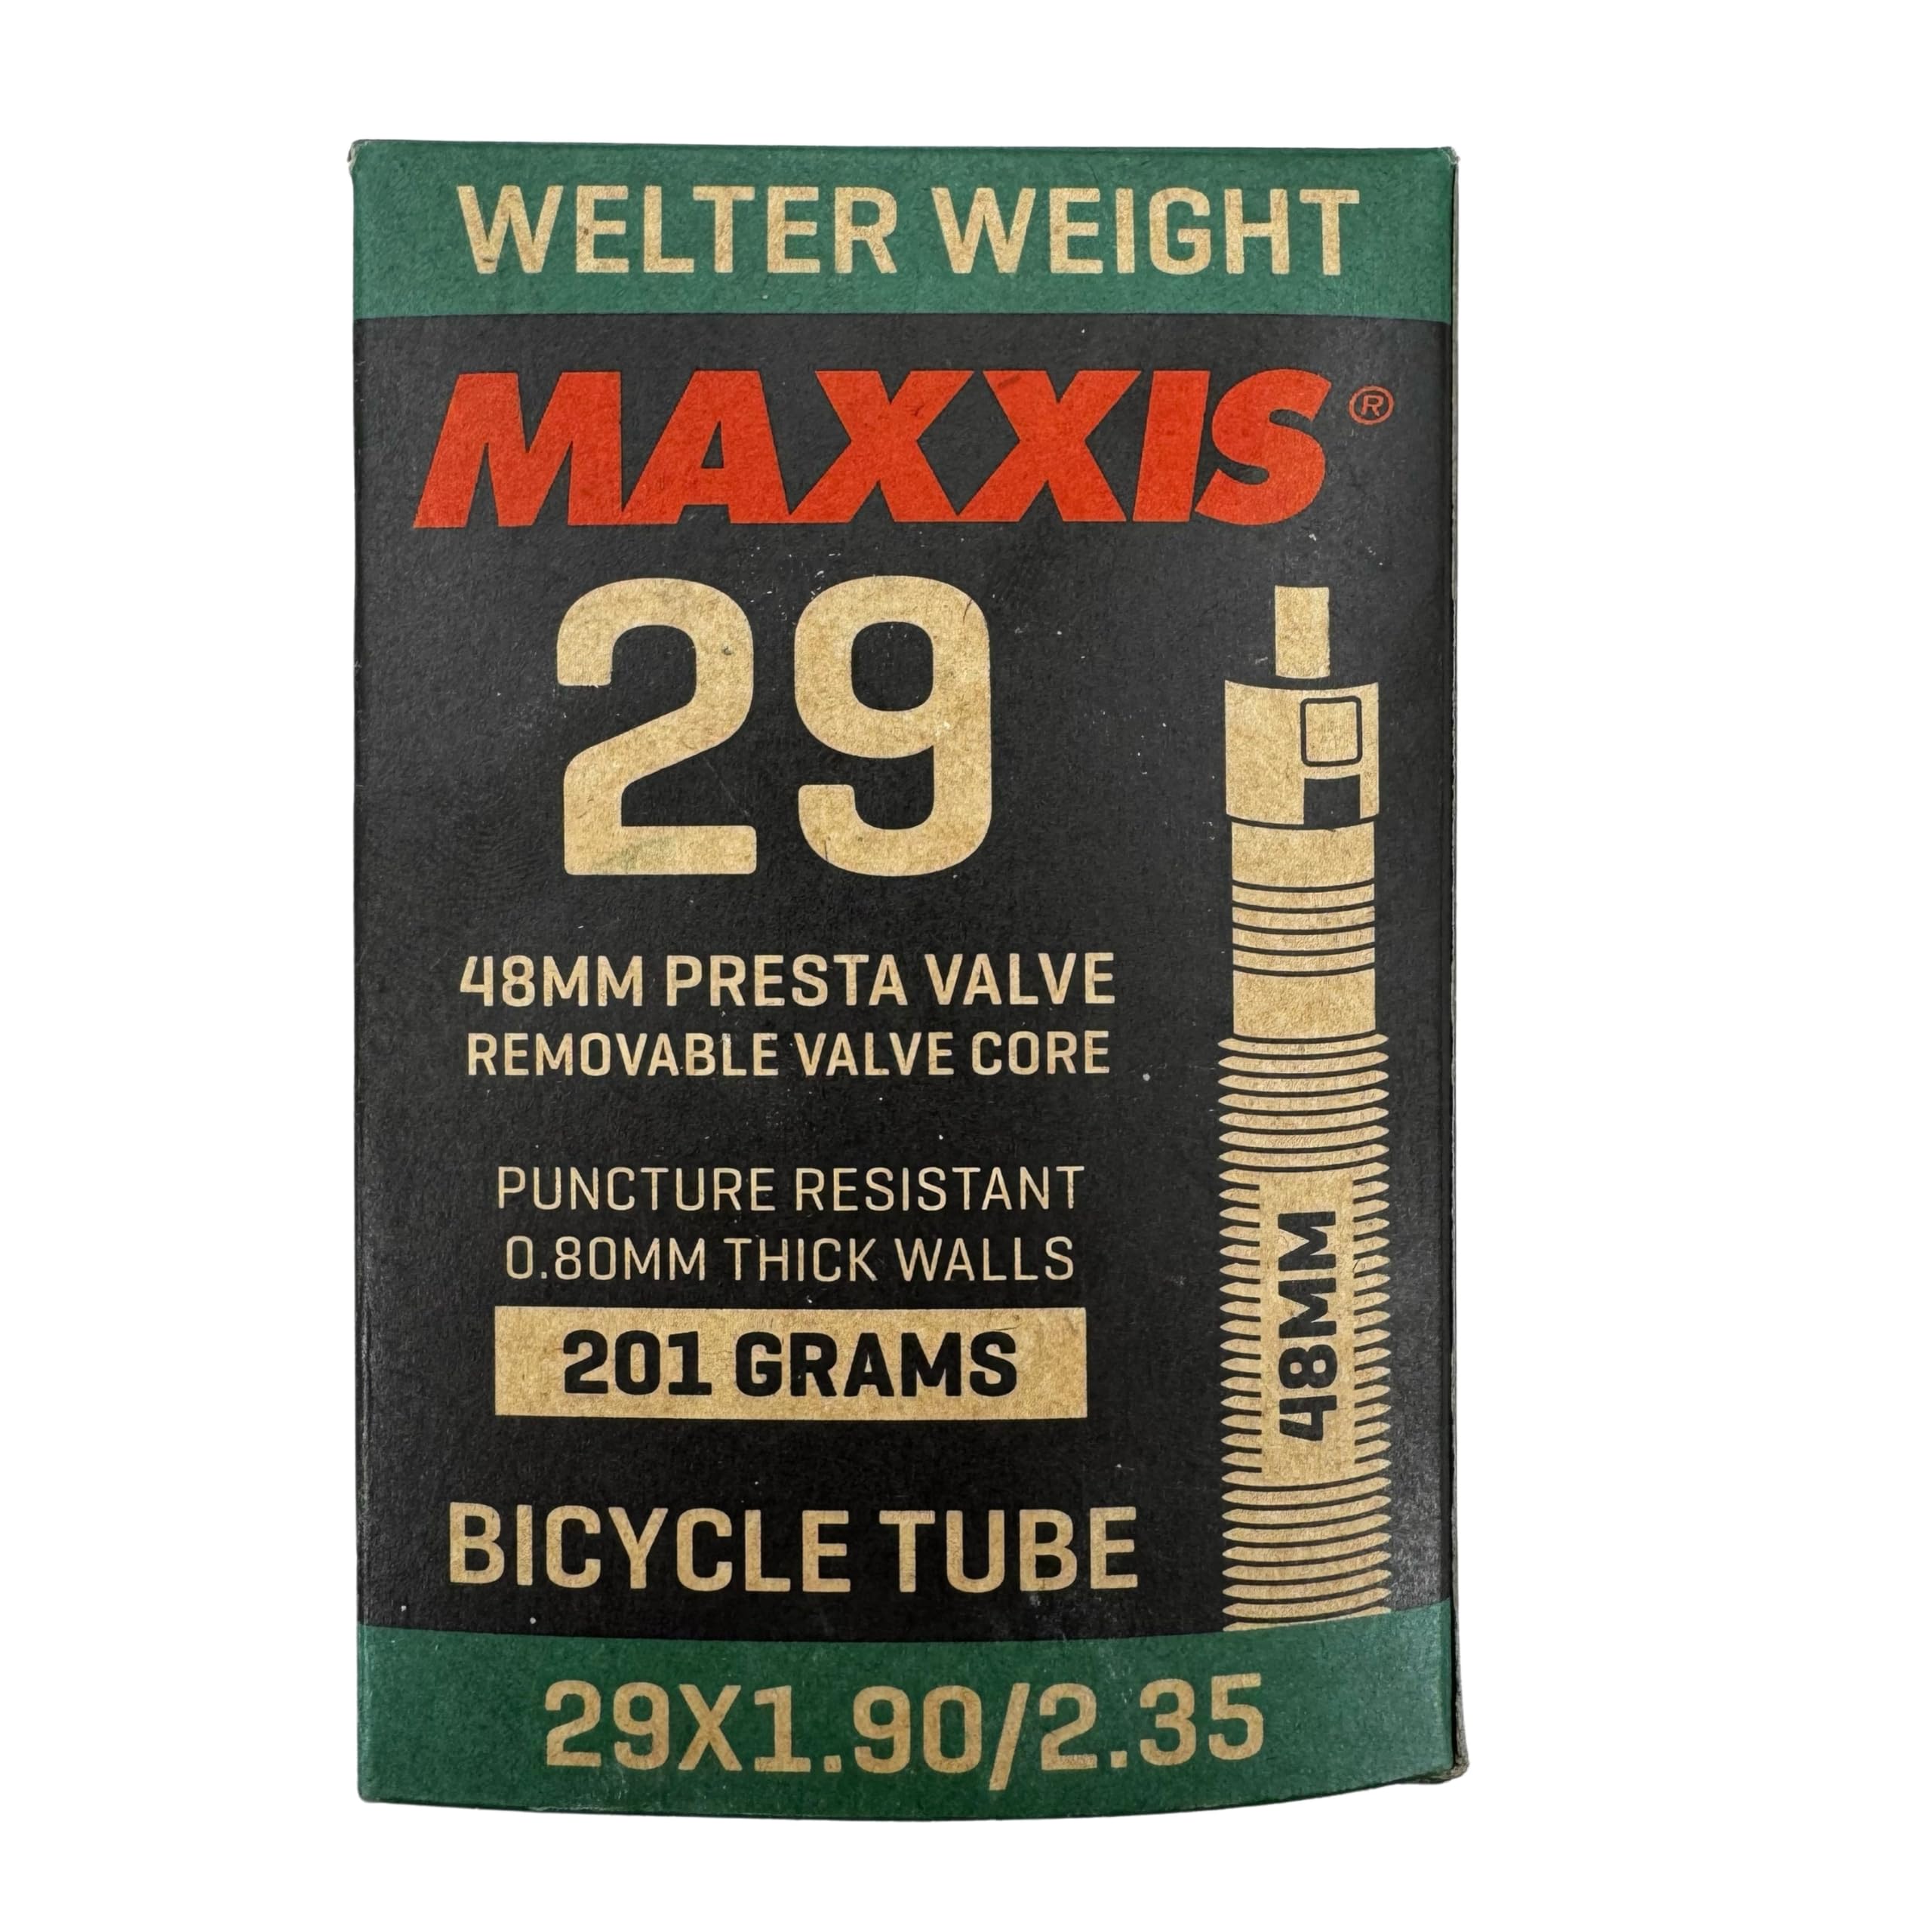 WELTER WEIGHT
MAXXIS®
29
48MM PRESTA VALVE
REMOVABLE VALVE CORE
PUNCTURE RESISTANT
0.80MM THICK WALLS
201 GRAMS
48MM
BICYCLE TUBE
29X1.90/2.35